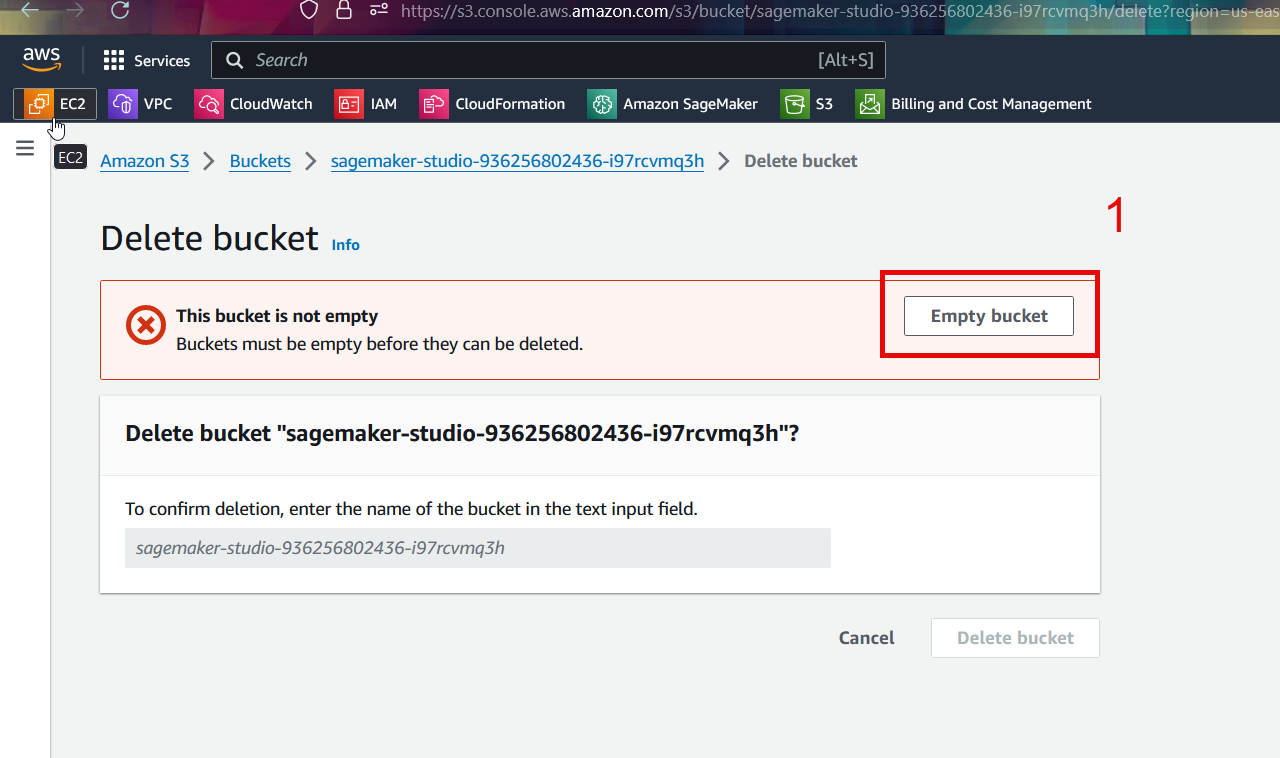 https://s3.console.aws.amazon.com/s3/bucket/sagemaker-studio-936256802436-i97rcvmq3h/delete?region=us-eas
aws Services Search [Alt+S]
EC2 VPC CloudWatch IAM CloudFormation Amazon SageMaker S3 Billing and Cost Management
EC2 Amazon S3 Buckets sagemaker-studio-936256802436-i97rcvmq3h Delete bucket
1
Delete bucket Info
This bucket is not empty
Empty bucket
Buckets must be empty before they can be deleted.
Delete bucket "sagemaker-studio-936256802436-i97rcvmq3h"?
To confirm deletion, enter the name of the bucket in the text input field.
sagemaker-studio-936256802436-i97rcvmq3h
Cancel Delete bucket